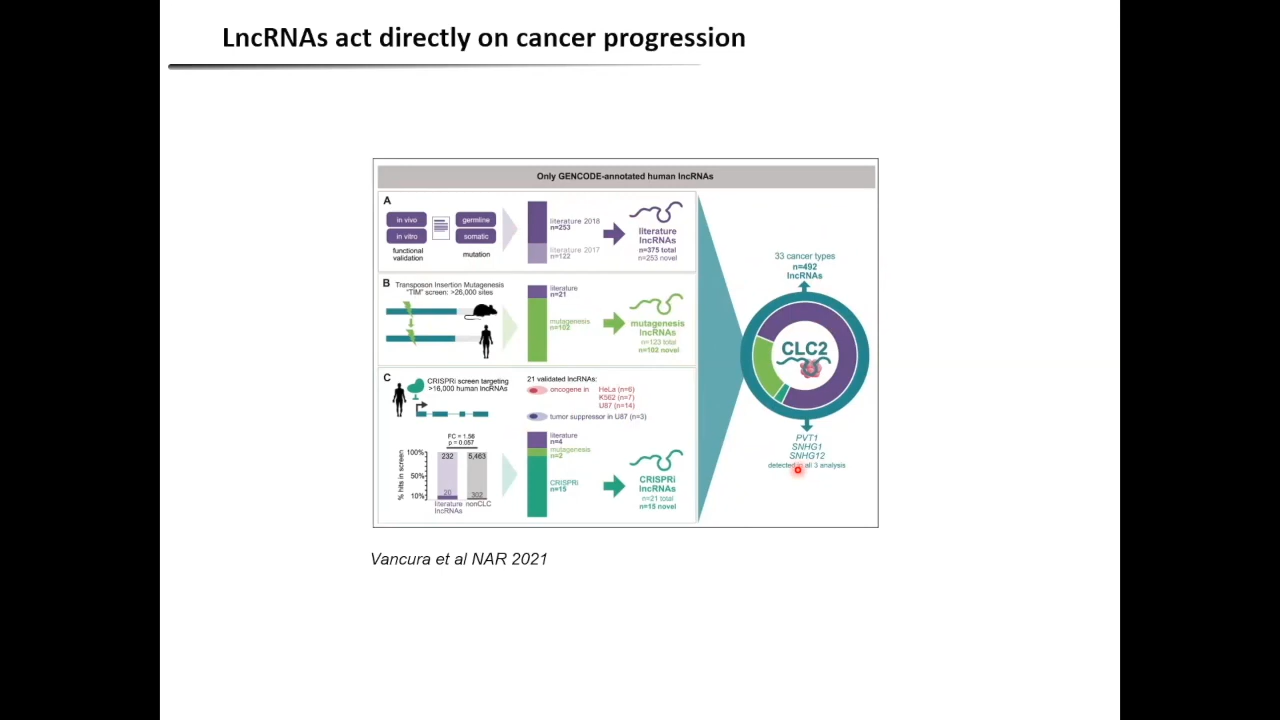 LncRNAs act directly on cancer progression
Only GENCODE-annotated human lncRNAs
A
in vivo
in vitro
functional
validation
germline
somatic
mutation
literature 2018
n=253
literature 2017
n=122
literature
lncRNAs
n=375 total
n=253 novel
B
Transposon Insertion Mutagenesis
"TIM" screen: >26,000 sites
literature
n=21
mutagenesis
n=102
mutagenesis
lncRNAs
n=123 total
n=102 novel
C
CRISPRi screen targeting
>16,000 human lncRNAs
21 validated lncRNAs:
oncogene in
HeLa (n=6)
K562 (n=7)
U87 (n=14)
tumor suppressor in U87 (n=3)
FC = 1.56
p = 0.057
% hits in screen
100%
50%
10%
232
5,463
20
302
literature
lncRNAs
nonCLC
literature
n=4
mutagenesis
n=2
CRISPRi
n=15
CRISPRi
lncRNAs
n=21 total
n=15 novel
33 cancer types
n=492
lncRNAs
CLC2
PVT1
SNHG1
SNHG12
detected in all 3 analysis
Vancura et al NAR 2021